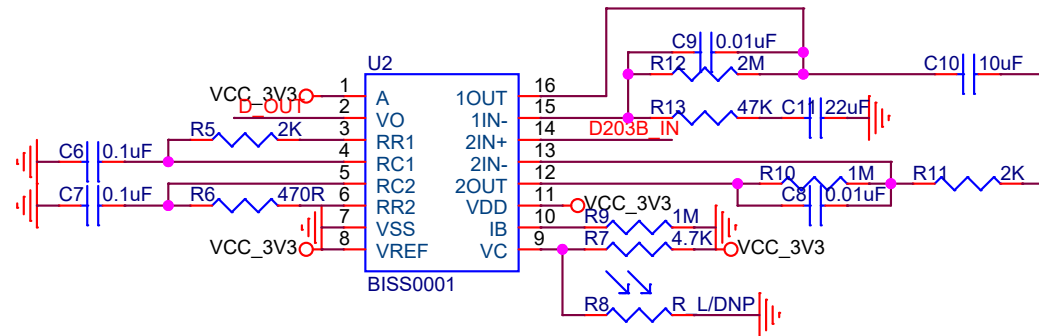 C9 0.01uF
U2
R12 2M
C10 10uF
VCC_3V3 1 A 1OUT 16
D_OUT 2 VO 1IN- 15 R13 47K C11 22uF
R5 2K 3 RR1 2IN+ 14 D203B_IN
C6 0.1uF 4 RC1 2IN- 13
5 RC2 2OUT 12 R10 1M R11 2K
C7 0.1uF R6 470R 6 RR2 VDD 11 VCC_3V3 C8 0.01uF
7 VSS IB 10 R9 1M
VCC_3V3 8 VREF VC 9 R7 4.7K VCC_3V3
BISS0001
R8 R_L/DNP